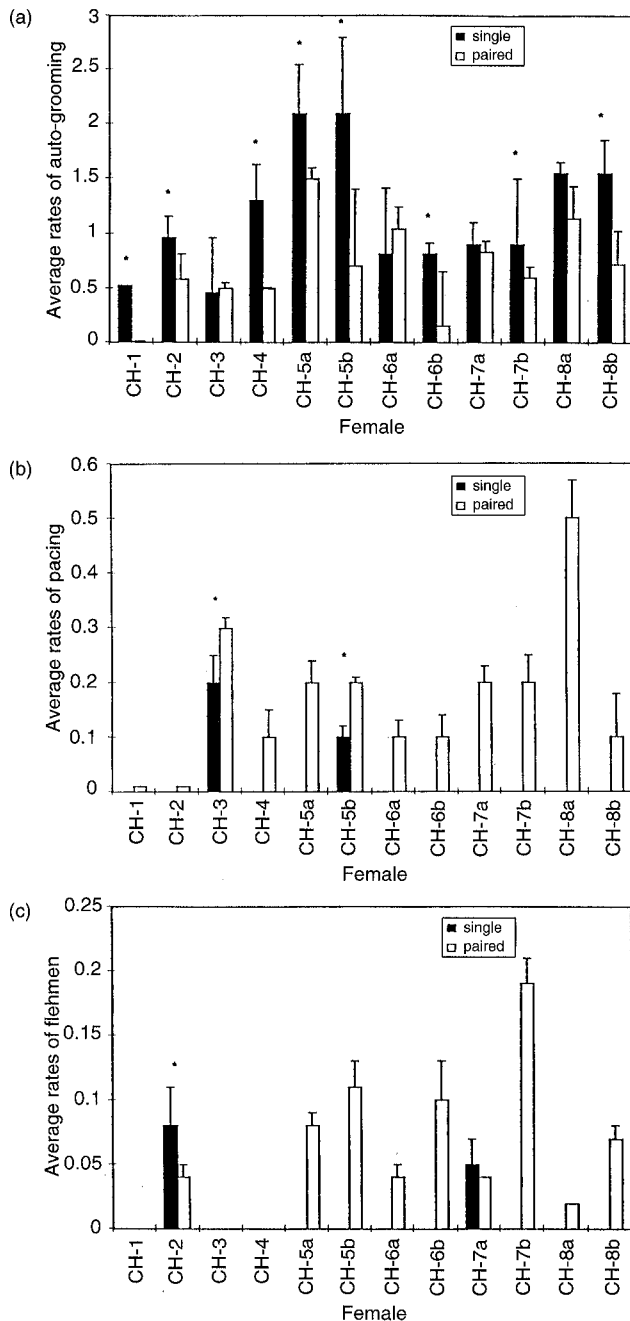 (a)
3
2.5
2
1.5
1
0.5
0
Average rates of auto-grooming
single
paired
*
*
*
*
*
*
*
*
CH-1
CH-2
CH-3
CH-4
CH-5a
CH-5b
CH-6a
CH-6b
CH-7a
CH-7b
CH-8a
CH-8b
Female
(b)
0.6
0.5
0.4
0.3
0.2
0.1
0
Average rates of pacing
single
paired
*
*
CH-1
CH-2
CH-3
CH-4
CH-5a
CH-5b
CH-6a
CH-6b
CH-7a
CH-7b
CH-8a
CH-8b
Female
(c)
0.25
0.2
0.15
0.1
0.05
0
Average rates of flehmen
single
paired
*
CH-1
CH-2
CH-3
CH-4
CH-5a
CH-5b
CH-6a
CH-6b
CH-7a
CH-7b
CH-8a
CH-8b
Female